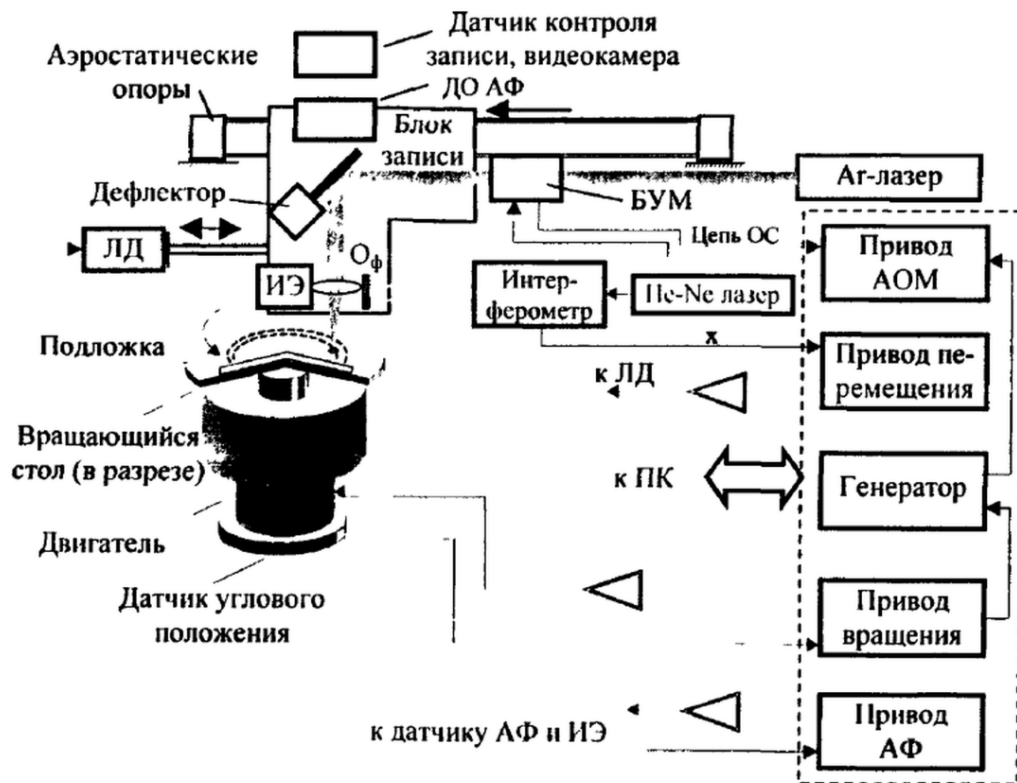 Датчик контроля
записи, видеокамера
Аэростатические
опоры
ДО АФ
Блок
записи
Дефлектор
БУМ
Ar-лазер
Цепь ОС
ЛД
Оф
ИЭ
Интер-
ферометр
He-Ne лазер
Привод
АОМ
x
Подложка
к ЛД
Привод пе-
ремещения
Вращающийся
стол (в разрезе)
к ПК
Генератор
Двигатель
Датчик углового
положения
Привод
вращения
к датчику АФ и ИЭ
Привод
АФ